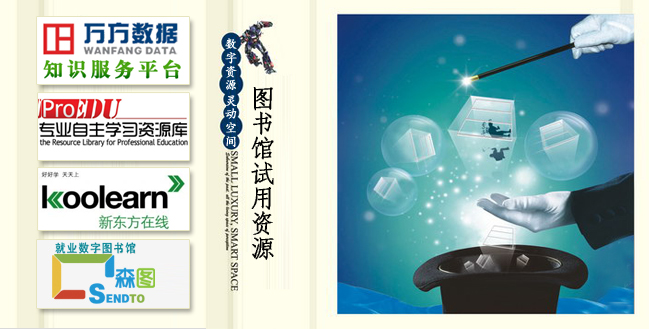 万方数据
WANFANG DATA
知识服务平台
ProEDU
专业自主学习资源库
the Resource Library for Professional Education
好好学 天天上
koolearn
新东方在线
就业数字图书馆
森图
SENDTO
数字资源 灵动空间
SMALL LUXURY, SMART SPACE
图书馆试用资源